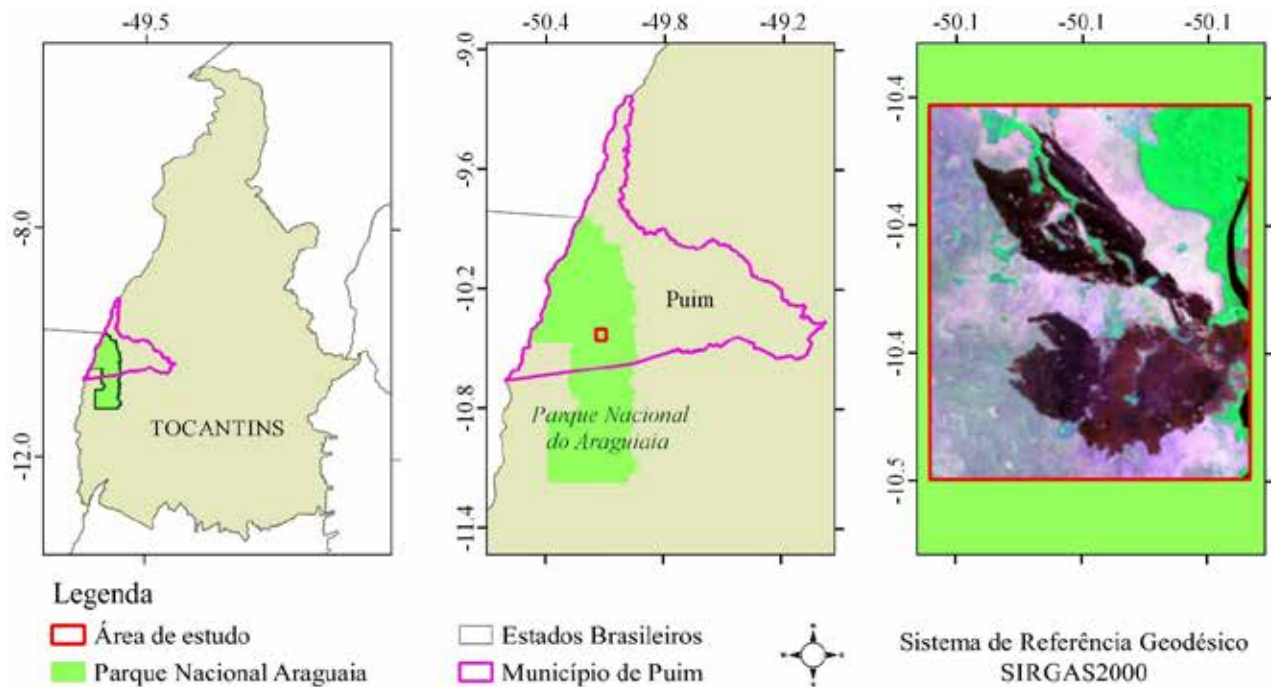 -49.5
-50.4 -49.8 -49.2
-50.1 -50.1 -50.1
-8.0
-12.0
TOCANTINS
-9.0
-9.6
-10.2
-10.8
-11.4
Puim
Parque Nacional
do Araguiaia
-10.4
-10.4
-10.4
-10.5
Legenda
Área de estudo
Parque Nacional Araguaia
Estados Brasileiros
Município de Puim
Sistema de Referência Geodésico
SIRGAS2000